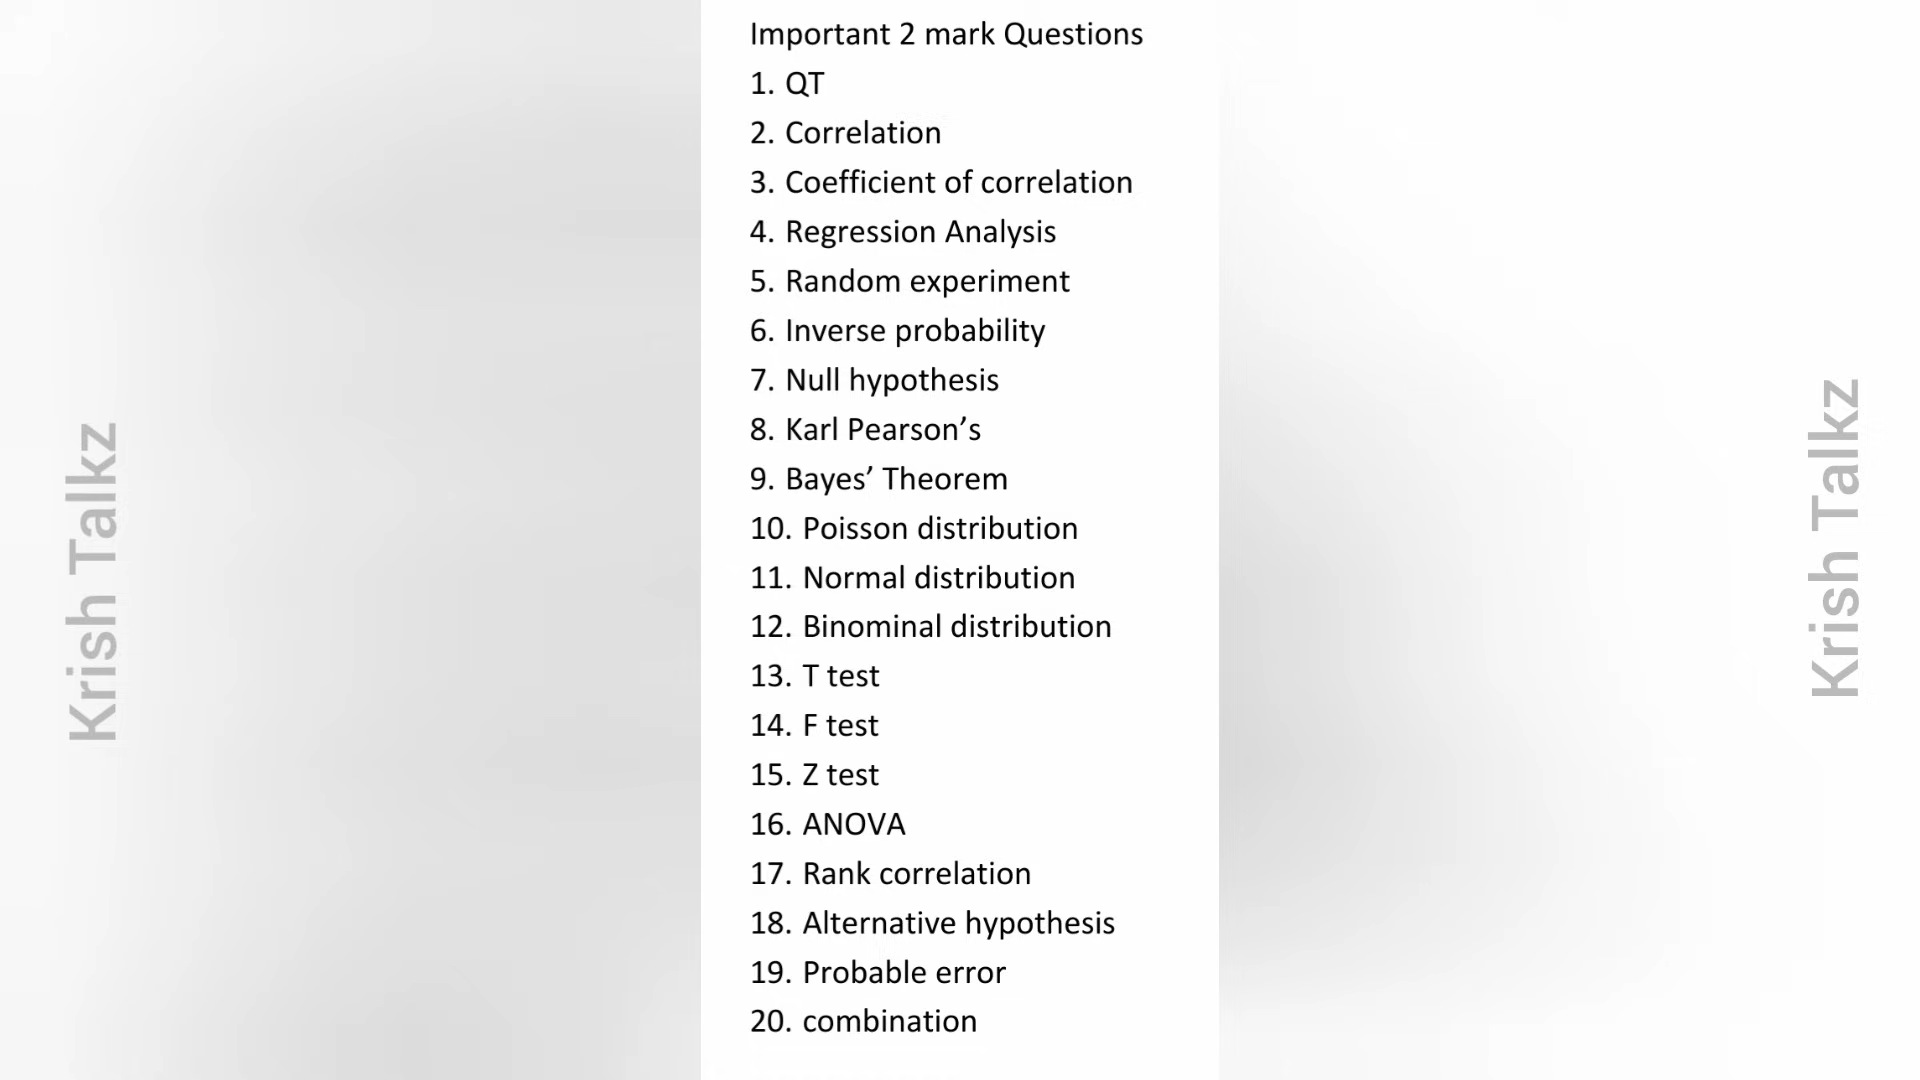 Important 2 mark Questions
1. QT
2. Correlation
3. Coefficient of correlation
4. Regression Analysis
5. Random experiment
6. Inverse probability
7. Null hypothesis
8. Karl Pearson’s
9. Bayes’ Theorem
10. Poisson distribution
11. Normal distribution
12. Binominal distribution
13. T test
14. F test
15. Z test
16. ANOVA
17. Rank correlation
18. Alternative hypothesis
19. Probable error
20. combination
Krish Talkz
Krish Talkz